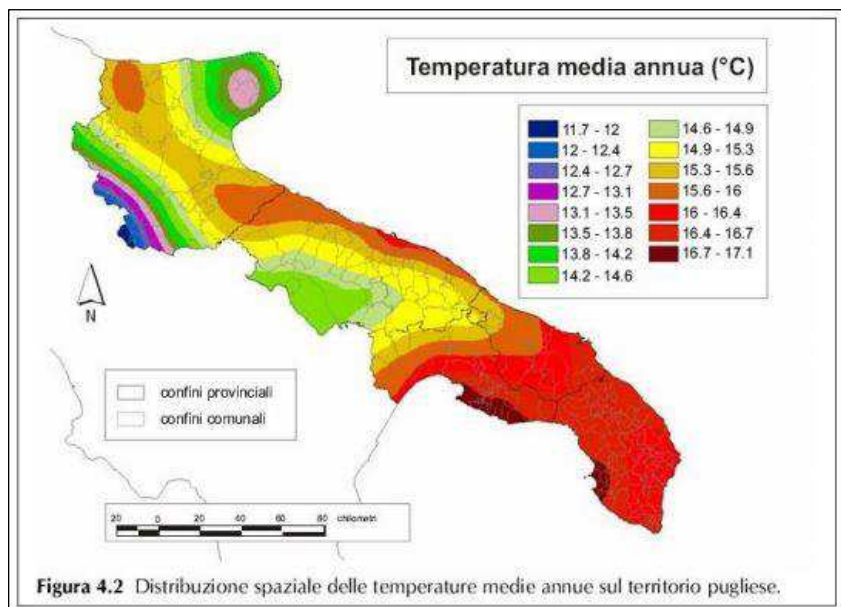 Temperatura media annua (°C)
11.7 - 12
12 - 12.4
12.4 - 12.7
12.7 - 13.1
13.1 - 13.5
13.5 - 13.8
13.8 - 14.2
14.2 - 14.6
14.6 - 14.9
14.9 - 15.3
15.3 - 15.6
15.6 - 16
16 - 16.4
16.4 - 16.7
16.7 - 17.1
N
confini provinciali
confini comunali
20 0 20 40 60 80 chilometri
Figura 4.2 Distribuzione spaziale delle temperature medie annue sul territorio pugliese.